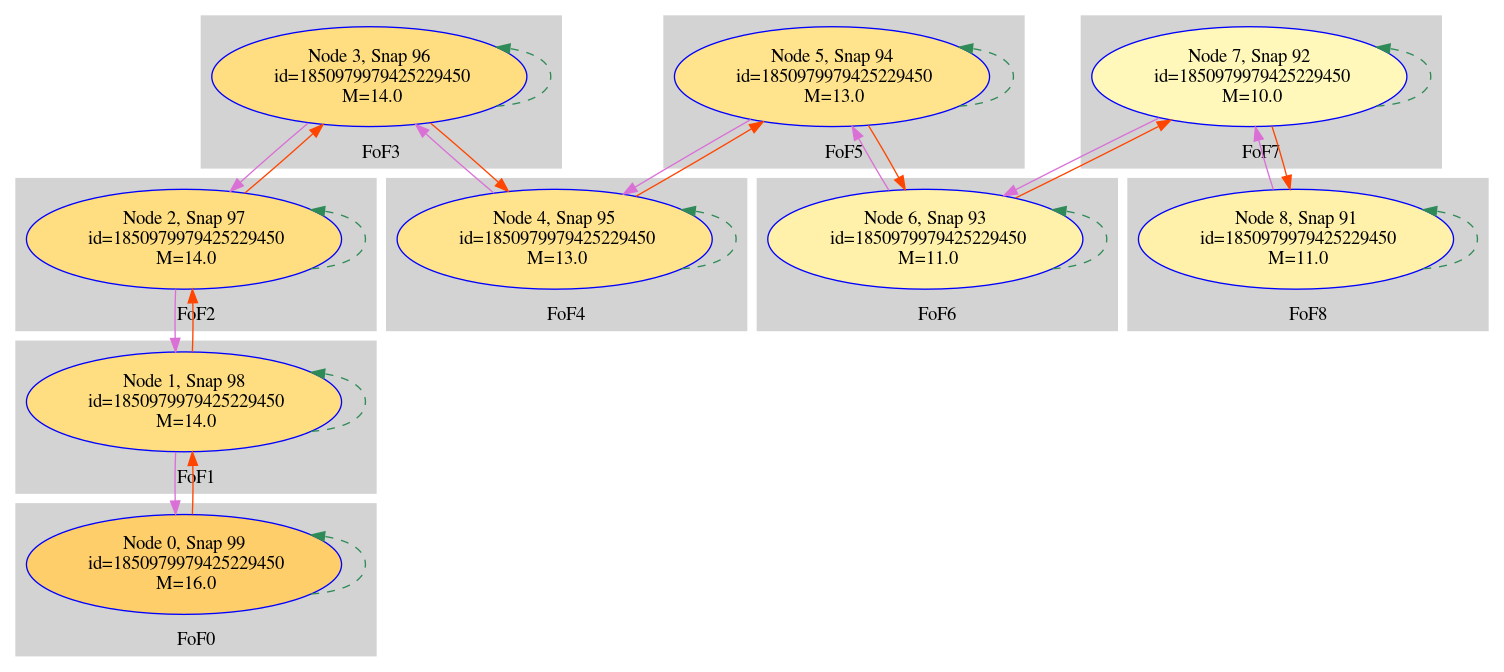 Node 3, Snap 96
id=1850979979425229450
M=14.0
FoF3
Node 5, Snap 94
id=1850979979425229450
M=13.0
FoF5
Node 7, Snap 92
id=1850979979425229450
M=10.0
FoF7
Node 2, Snap 97
id=1850979979425229450
M=14.0
FoF2
Node 4, Snap 95
id=1850979979425229450
M=13.0
FoF4
Node 6, Snap 93
id=1850979979425229450
M=11.0
FoF6
Node 8, Snap 91
id=1850979979425229450
M=11.0
FoF8
Node 1, Snap 98
id=1850979979425229450
M=14.0
FoF1
Node 0, Snap 99
id=1850979979425229450
M=16.0
FoF0